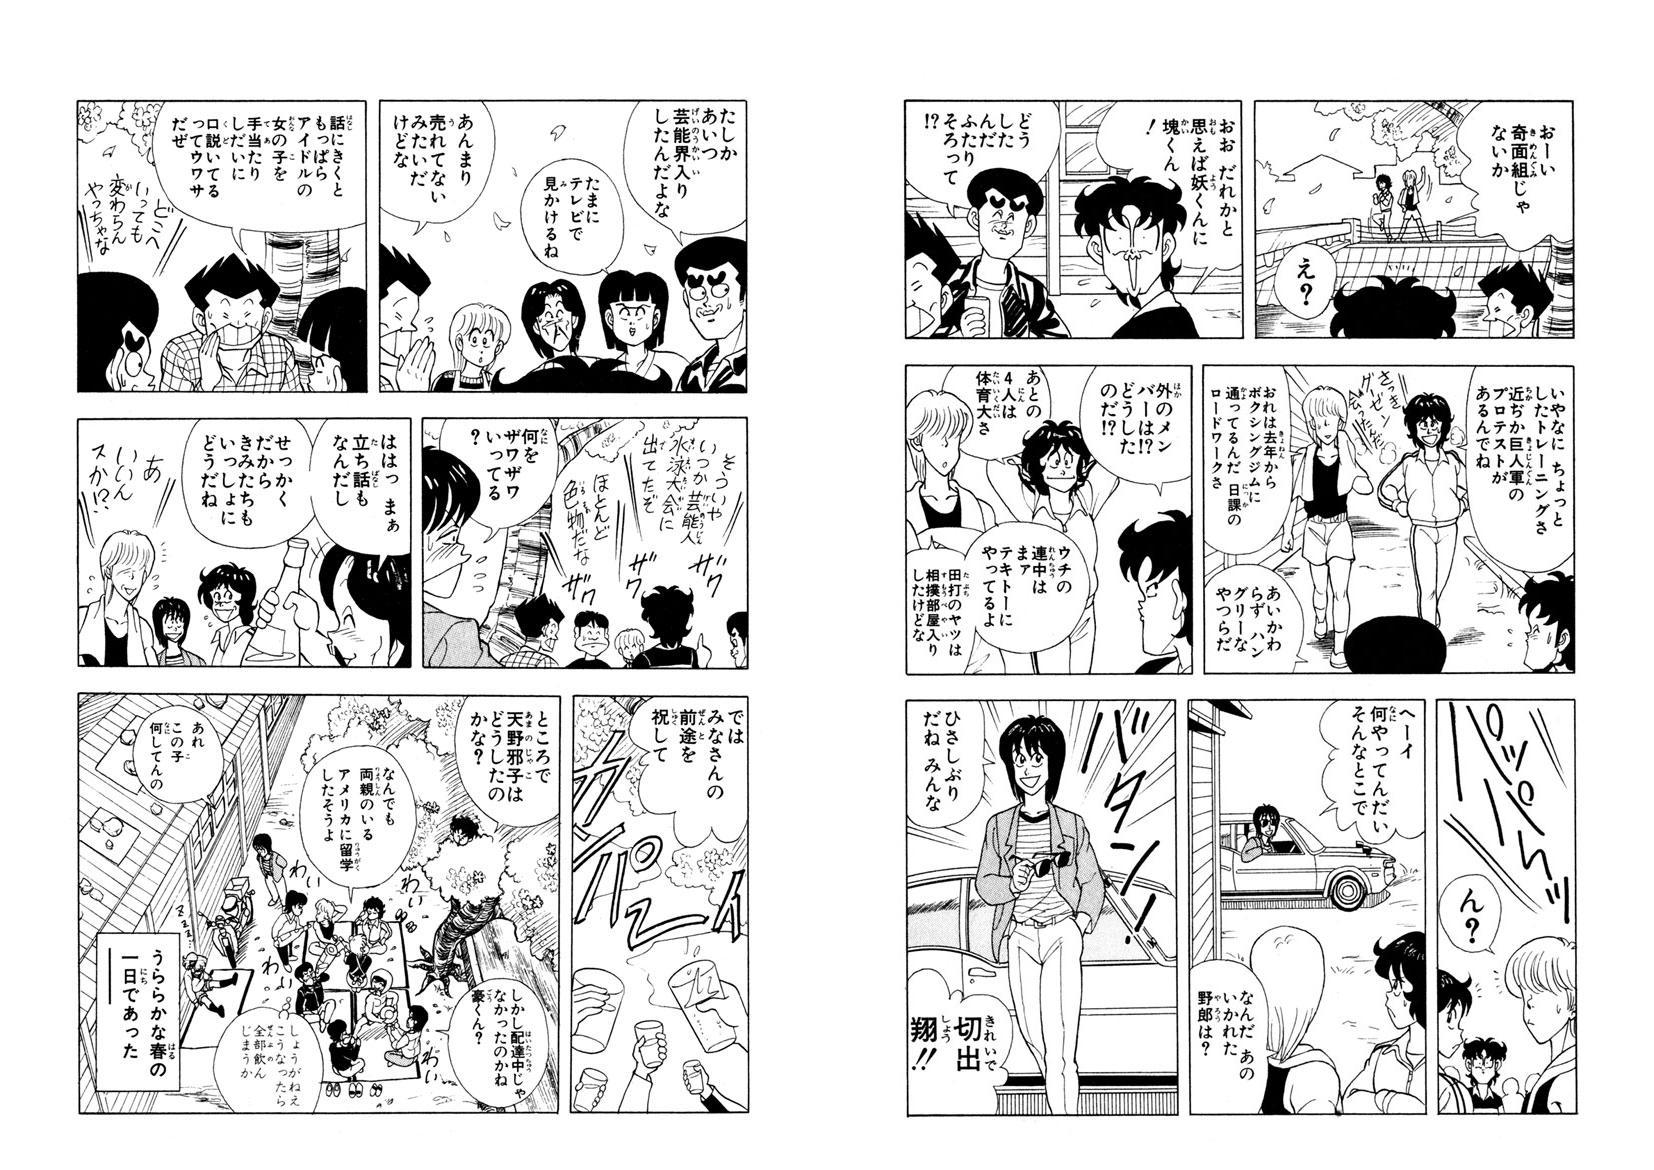 おーい
奇面組じゃ
ないか
え?
おお だれかと
思えば妖くんに
塊くん
!
どう
した
んだ
ふたり
そろって
!?
いやなに ちょっと
したトレーニングさ
近ぢか巨人軍の
プロテストが
あるんでね
さっき
グーゼン
会ったんだ
おれは去年から
ボクシングジムに
通ってるんだ 日課の
ロードワークさ
あいかわ
らず ハン
グリーな
やつらだ
外のメン
バーは!?
どうした
のだ!?
あとの
4人は
体育大さ
ウチの
連中は
まァ
テキトーに
やってるよ
田打のヤツは
相撲部屋入り
したけどな
パッパパーッ
ん?
ヘーイ
何やってんだい
そんなとこで
なんだ あの
いかれた
野郎は?
バタン!
ひさしぶり
だね みんな
切出
翔!!
たしか
あいつ
芸能界入り
したんだよな
たまに
テレビで
見かけるね
あんまり
売れてない
みたいだ
けどな
話にきくと
もっぱら
アイドルの
女の子を
手当たり
しだいに
口説いてる
ってウワサ
だぜ
どこへ
いっても
変わらん
やっちゃな
そういや
いつか芸能人
水泳大会に
出てたぞ
ほとんど
色物だな
ザワ
ザワ
ザワ
何を
ザワザワ
いってる
?
ははっ まぁ
立ち話も
なんだし
せっかく
だから
きみたちも
いっしょに
どうだね
あ
いいん
スか!?
では
みなさんの
前途を
祝して
カンパーイ
ところで
天野邪子は
どうしたの
かな?
なんでも
両親のいる
アメリカに留学
したそうよ
しかし配達中じゃ
なかったのかね
豪くん?
しょうがねえ
こうなったら
全部飲ん
じまうか
あれ
この子
何してんの
わい
わい
わい
わい
zzz…
うららかな春の
一日であった